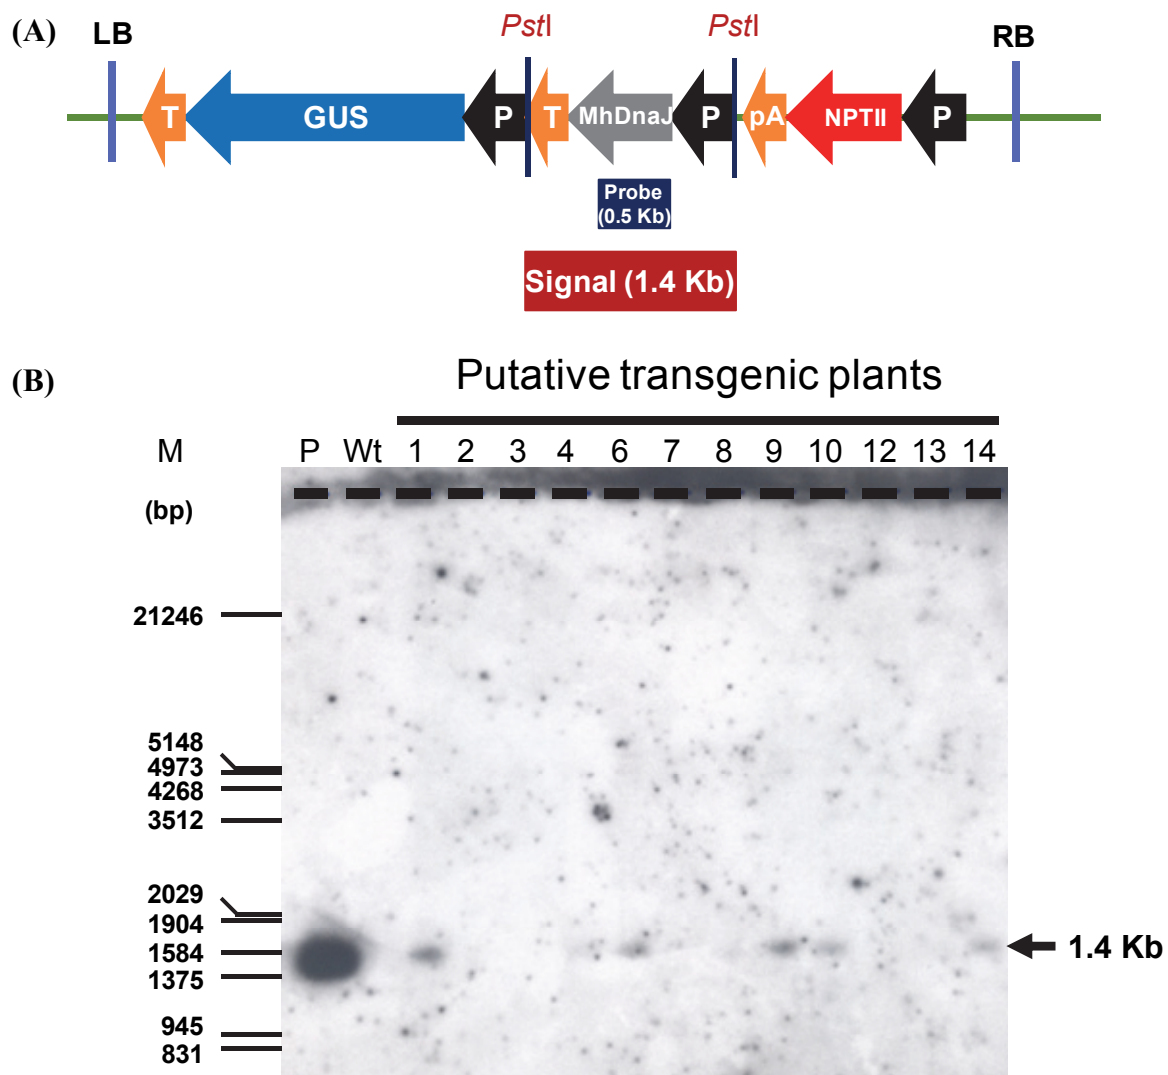 (A)
LB
PstI
PstI
RB
T
GUS
P
T
MhDnaJ
P
pA
NPTII
P
Probe
(0.5 Kb)
Signal (1.4 Kb)
(B)
Putative transgenic plants
M P Wt 1 2 3 4 6 7 8 9 10 12 13 14
(bp)
21246
5148
4973
4268
3512
2029
1904
1584
1.4 Kb
1375
945
831